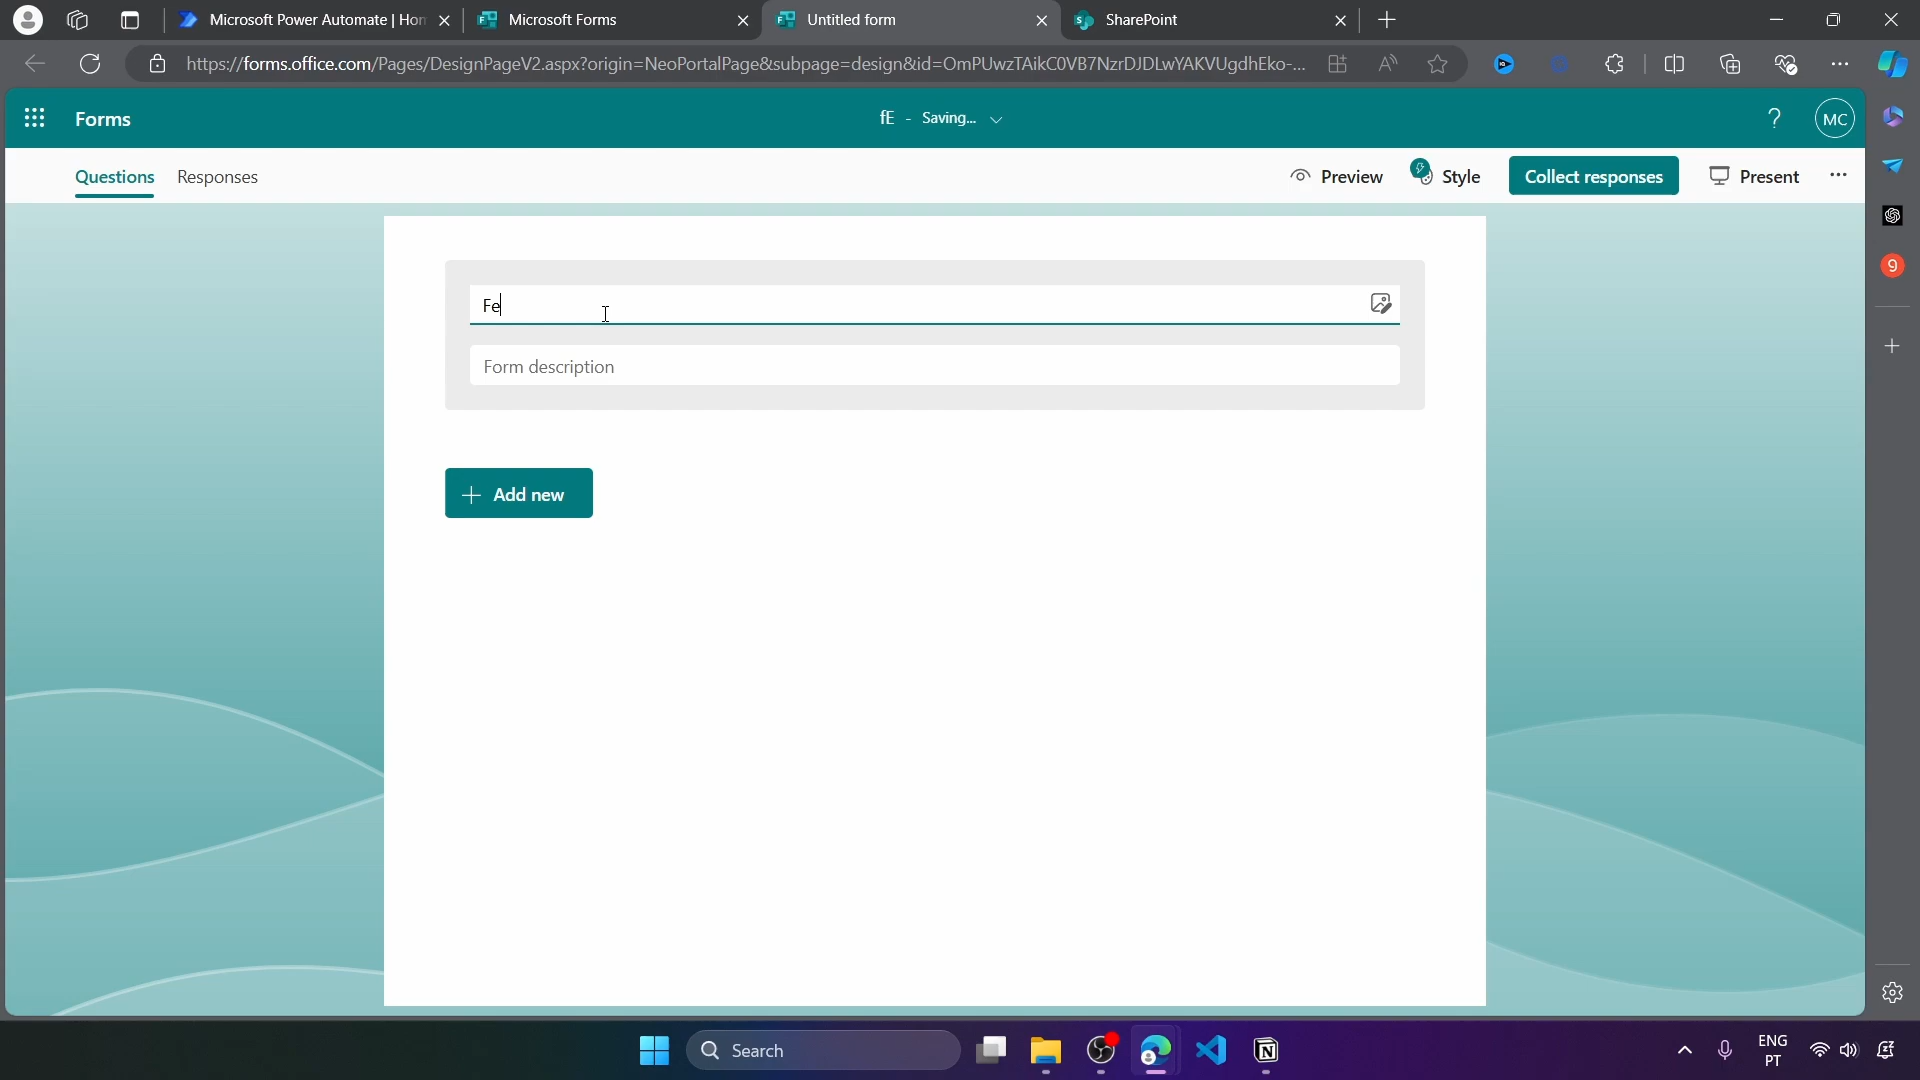 Microsoft Power Automate | Hor
Microsoft Forms
Untitled form
SharePoint
https://forms.office.com/Pages/DesignPageV2.aspx?origin=NeoPortalPage&subpage=design&id=OmPUwzTAikC0VB7NzrDJDLwYAKVUgdhEko-...
Forms
fE - Saving...
?
MC
Questions
Responses
Preview
Style
Collect responses
Present
9
Fe
Form description
Add new
Search
ENG
PT